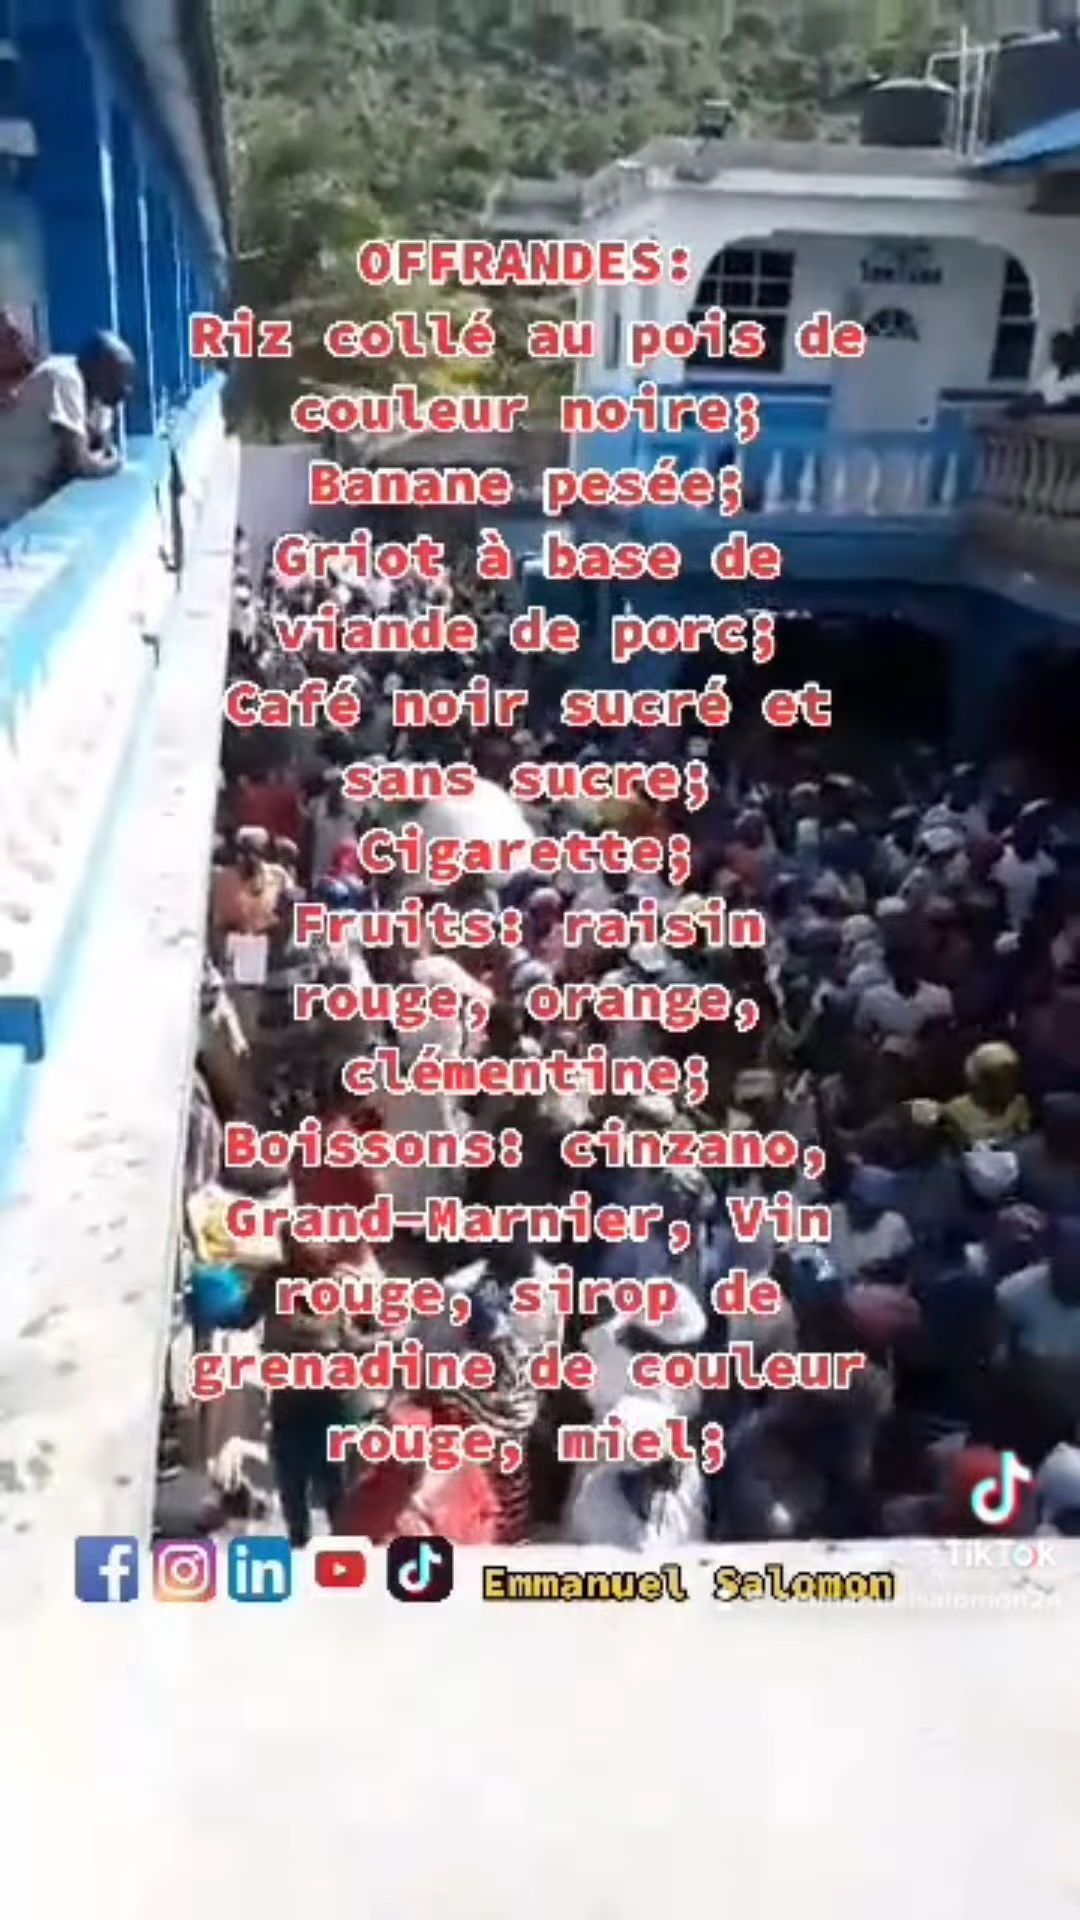 OFFRANDES:
Riz collé au pois de
couleur noire;
Banane pesée;
Griot à base de
viande de porc;
Café noir sucré et
sans sucre;
Cigarette;
Fruits: raisin
rouge, orange,
clémentine;
Boissons: cinzano,
Grand-Marnier, Vin
rouge, sirop de
grenadine de couleur
rouge, miel;
TikTok
Emmanuel Salomon